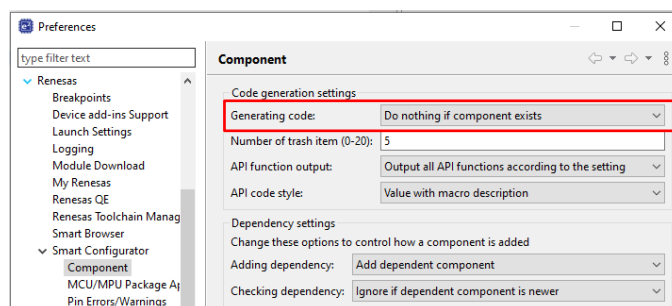 e² Preferences
type filter text
Renesas
Breakpoints
Device add-ins Support
Launch Settings
Logging
Module Download
My Renesas
Renesas QE
Renesas Toolchain Manag
Smart Browser
Smart Configurator
Component
MCU/MPU Package Ap
Pin Errors/Warnings
Component
Code generation settings
Generating code: Do nothing if component exists
Number of trash item (0-20): 5
API function output: Output all API functions according to the setting
API code style: Value with macro description
Dependency settings
Change these options to control how a component is added
Adding dependency: Add dependent component
Checking dependency: Ignore if dependent component is newer